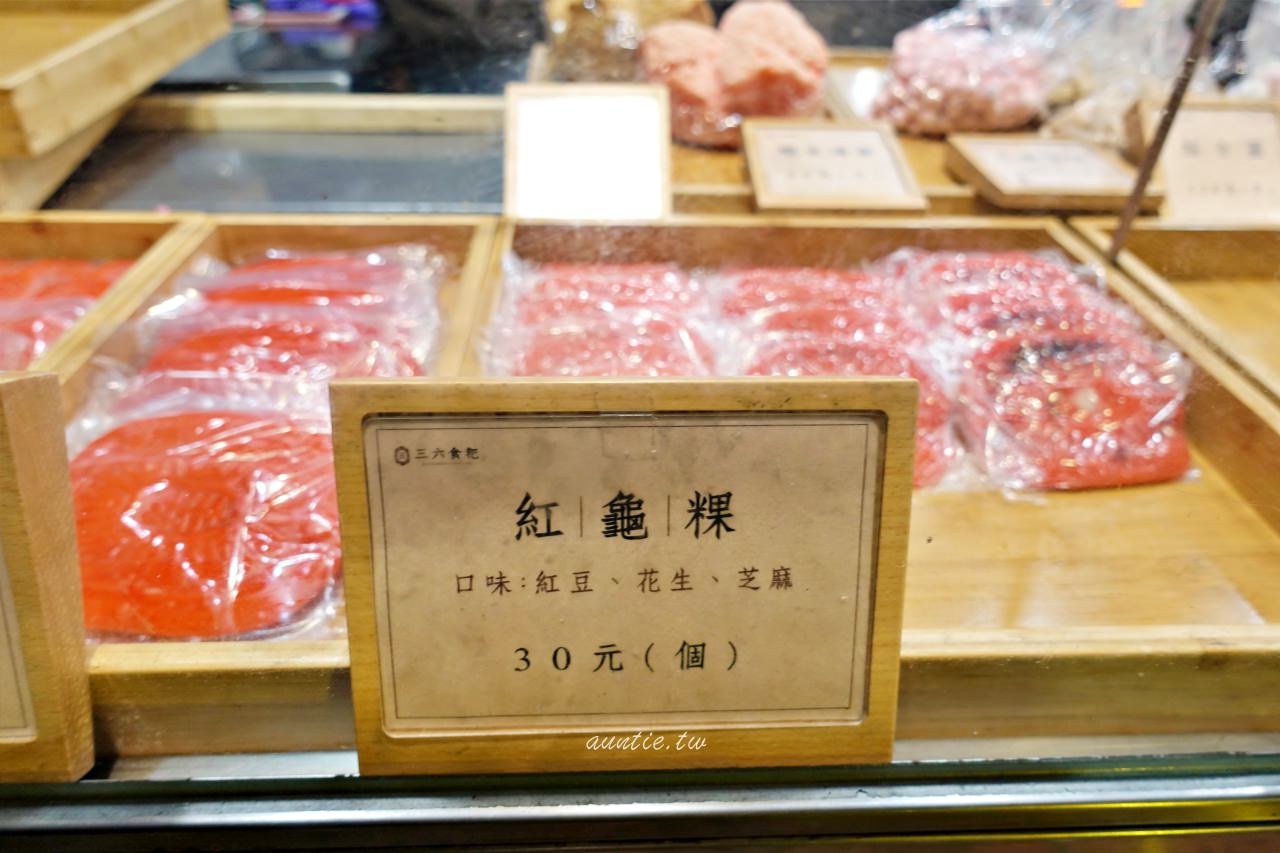 三六食粑
紅|龜|粿
口味:紅豆、花生、芝麻
30元(個)
auntie.tw